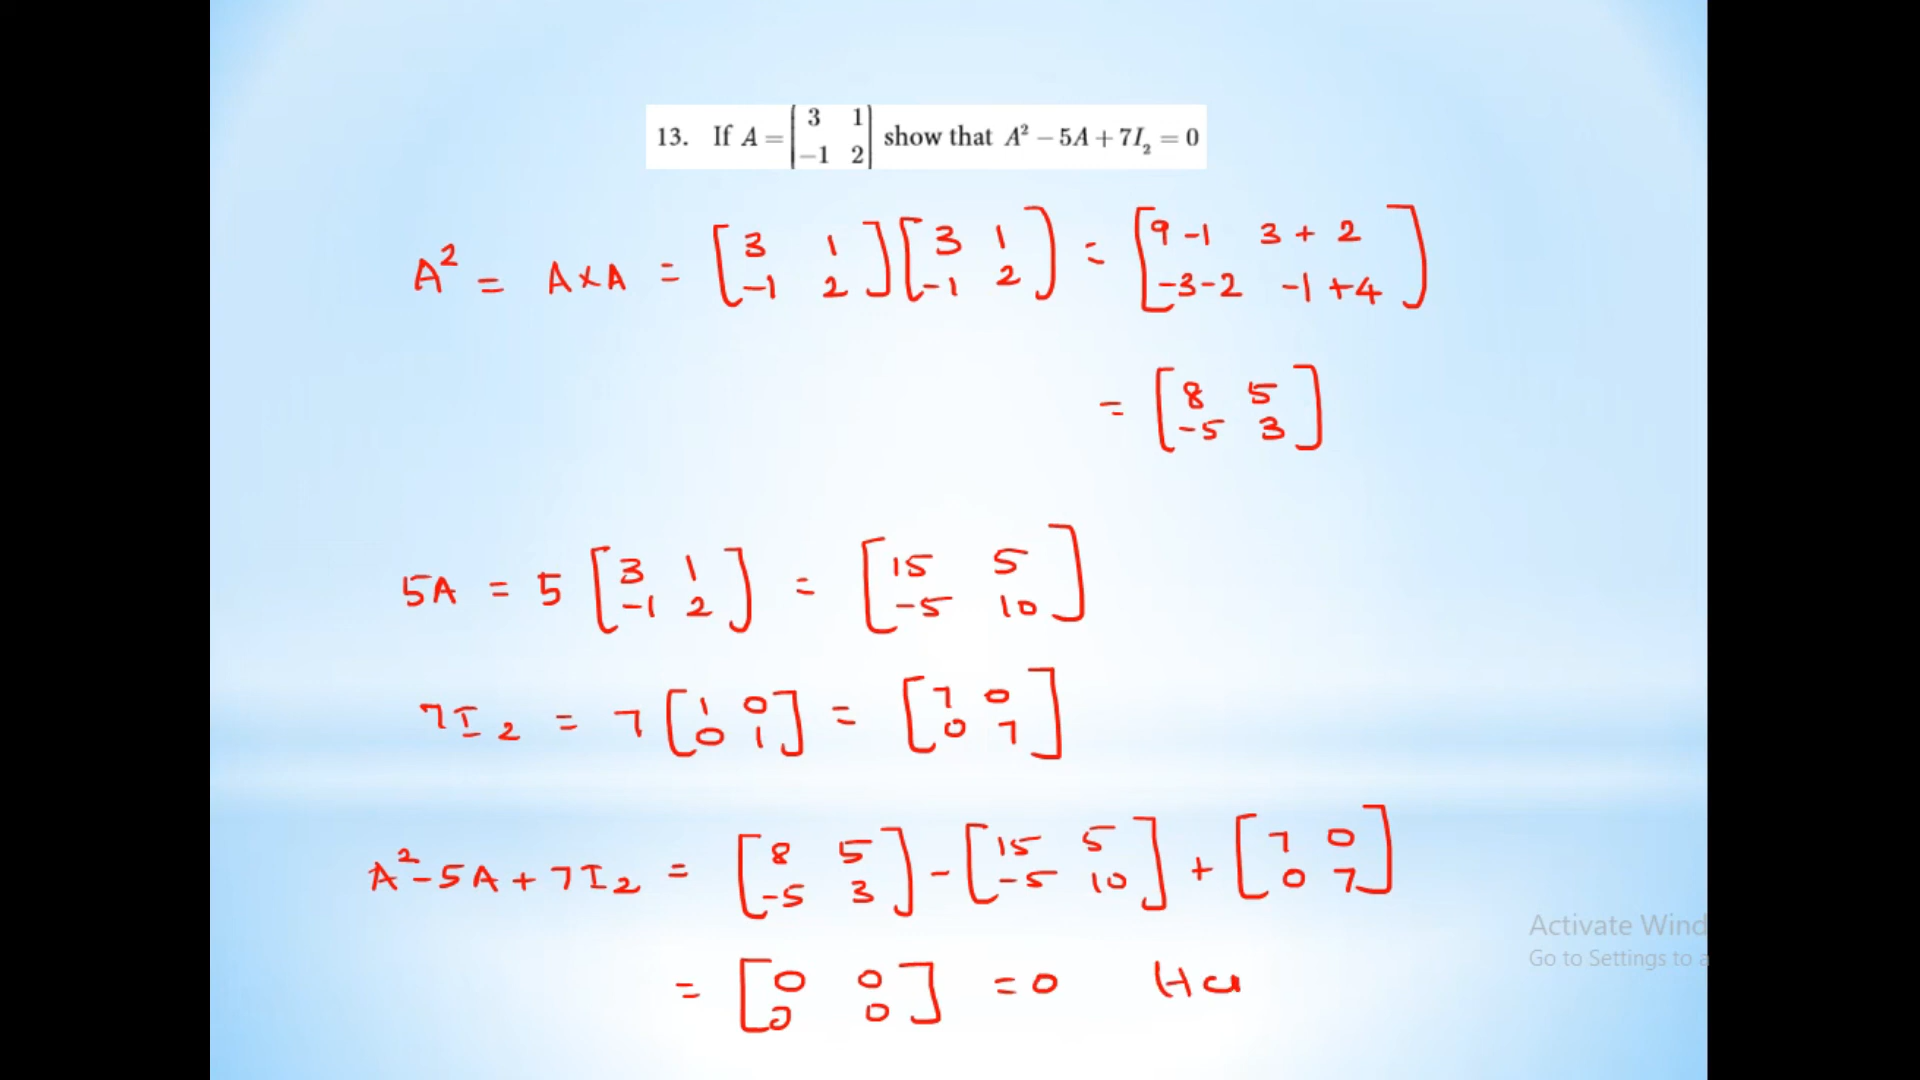 13. If A = [3 1; -1 2] show that A² – 5A + 7I₂ = 0
A² = A×A = [3 1; -1 2] [3 1; -1 2] = [9-1 3+2; -3-2 -1+4]
= [8 5; -5 3]
5A = 5 [3 1; -1 2] = [15 5; -5 10]
7I₂ = 7 [1 0; 0 1] = [7 0; 0 7]
A²-5A+7I₂ = [8 5; -5 3] - [15 5; -5 10] + [7 0; 0 7]
= [0 0; 0 0] = 0
Activate Wind
Go to Settings to a